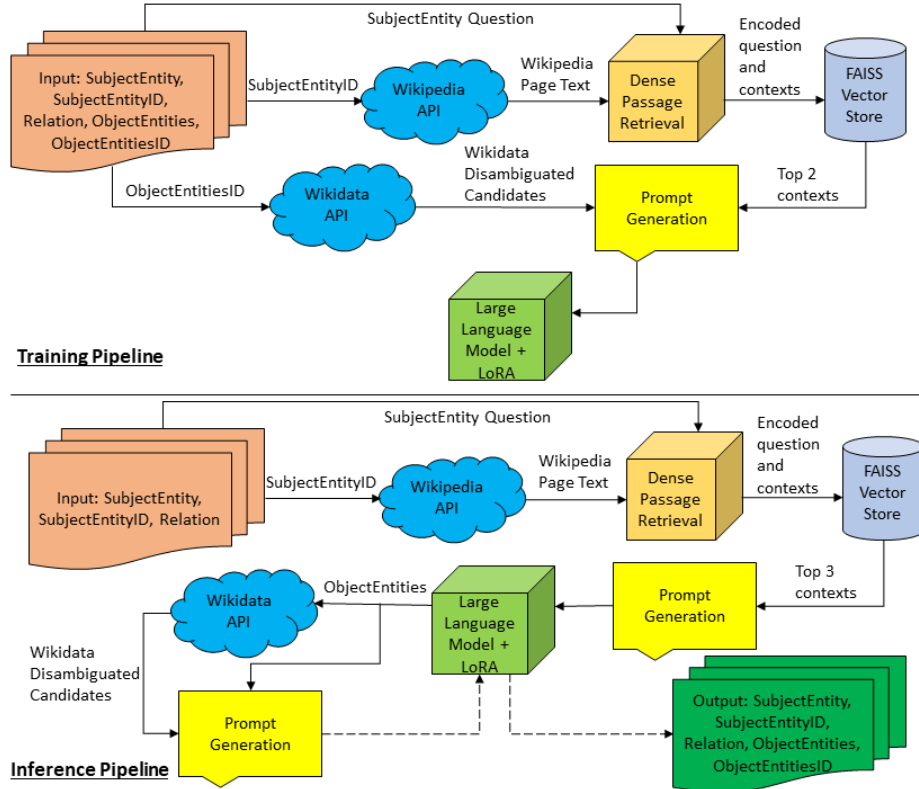 SubjectEntity Question
Input: SubjectEntity,
SubjectEntityID,
Relation, ObjectEntities,
ObjectEntitiesID
SubjectEntityID
Wikipedia
API
Wikipedia
Page Text
Dense
Passage
Retrieval
Encoded
question
and
contexts
FAISS
Vector
Store
ObjectEntitiesID
Wikidata
API
Wikidata
Disambiguated
Candidates
Prompt
Generation
Top 2
contexts
Large
Language
Model +
LoRA
Training Pipeline
SubjectEntity Question
Input: SubjectEntity,
SubjectEntityID, Relation
SubjectEntityID
Wikipedia
API
Wikipedia
Page Text
Dense
Passage
Retrieval
Encoded
question
and
contexts
FAISS
Vector
Store
Top 3
contexts
Prompt
Generation
Large
Language
Model +
LoRA
ObjectEntities
Wikidata
API
Wikidata
Disambiguated
Candidates
Prompt
Generation
Output: SubjectEntity,
SubjectEntityID,
Relation, ObjectEntities,
ObjectEntitiesID
Inference Pipeline